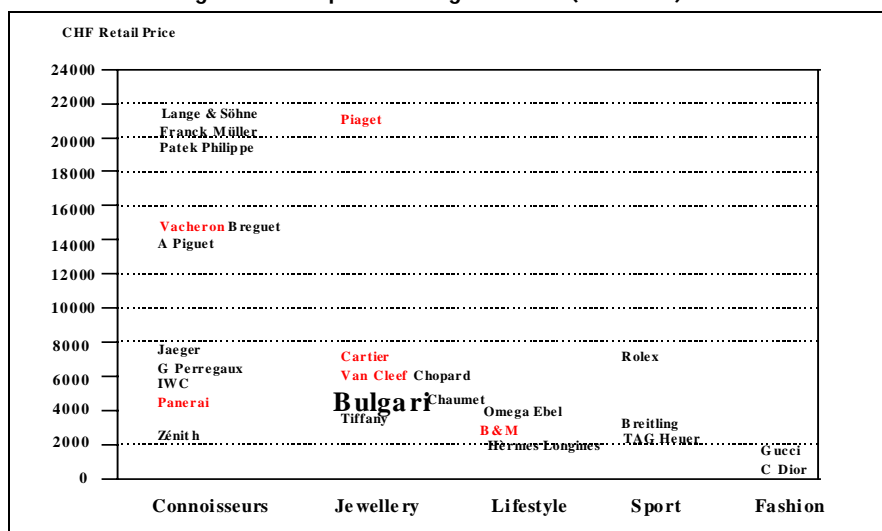 CHF Retail Price
24000
22000
Lange & Söhne
Piaget
Franck Müller
20000
Patek Philippe
18000
16000
Vacheron Breguet
14000
A Piguet
12000
10000
8000
Jaeger
Cartier
Rolex
G Perregaux
6000
Van Cleef Chopard
IWC
Panerai
Bulgari
Chaumet
4000
Omega Ebel
Tiffany
Breitling
B&M
Zénith
TAG Heuer
2000
Hèrmes Longines
Gucci
0
C Dior
Connoisseurs
Jewellery
Lifestyle
Sport
Fashion